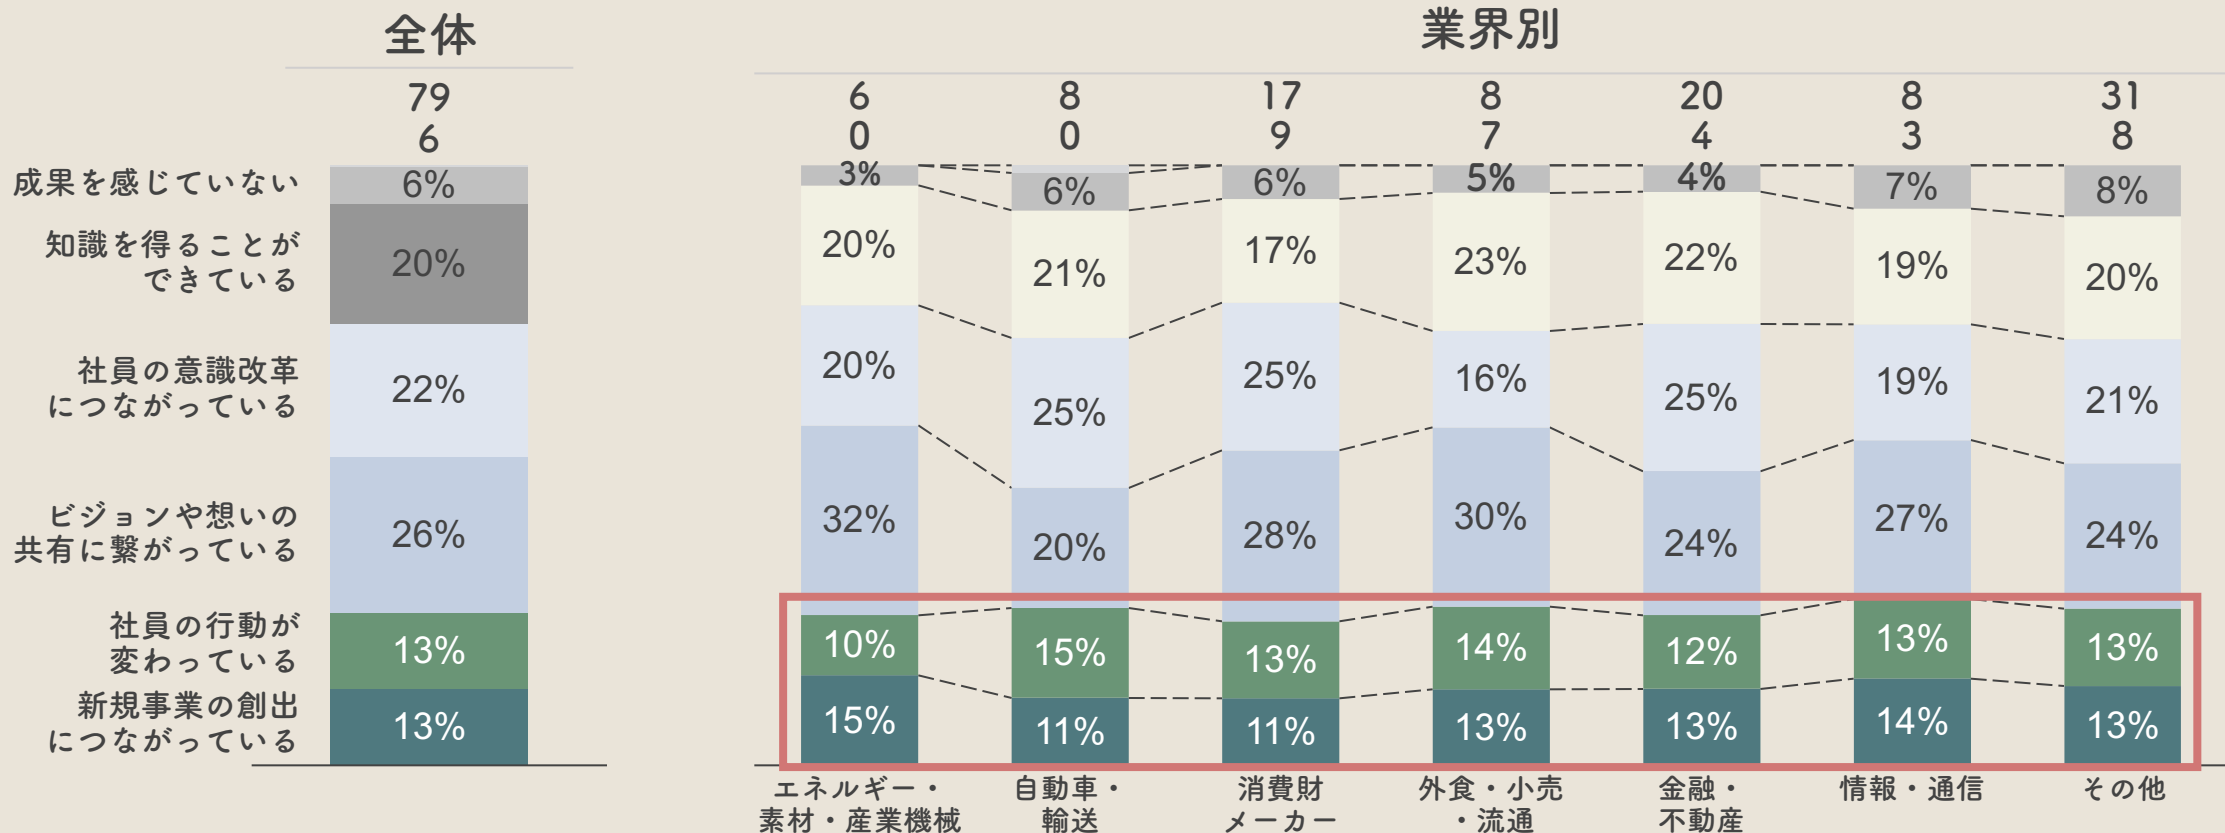 全体
79
6
成果を感じていない
知識を得ることが
できている
社員の意識改革
につながっている
ビジョンや想いの
共有に繋がっている
社員の行動が
変わっている
新規事業の創出
につながっている
6%
20%
22%
26%
13%
13%
業界別
6
0
3%
20%
20%
32%
10%
15%
エネルギー・
素材・産業機械
8
0
6%
21%
25%
20%
15%
11%
自動車・
輸送
17
9
6%
17%
25%
28%
13%
11%
消費財
メーカー
8
7
5%
23%
16%
30%
14%
13%
外食・小売
・流通
20
4
4%
22%
25%
24%
12%
13%
金融・
不動産
8
3
7%
19%
19%
27%
13%
14%
情報・通信
31
8
8%
20%
21%
24%
13%
13%
その他